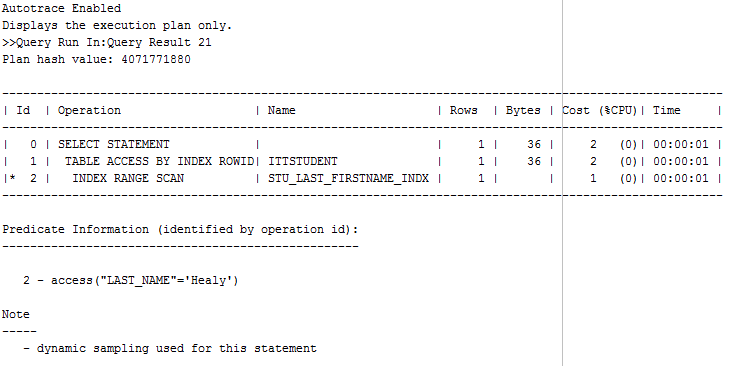 Autotrace Enabled
Displays the execution plan only.
>>Query Run In:Query Result 21
Plan hash value: 4071771880
--------------------------------------------------------------------------------------------------------
| Id  | Operation                   | Name                   | Rows  | Bytes | Cost (%CPU)| Time     |
--------------------------------------------------------------------------------------------------------
|   0 | SELECT STATEMENT            |                        |     1 |    36 |     2   (0)| 00:00:01 |
|   1 |  TABLE ACCESS BY INDEX ROWID| ITTSTUDENT             |     1 |    36 |     2   (0)| 00:00:01 |
|*  2 |   INDEX RANGE SCAN          | STU_LAST_FIRSTNAME_INDX |     1 |       |     1   (0)| 00:00:01 |
--------------------------------------------------------------------------------------------------------
Predicate Information (identified by operation id):
---------------------------------------------------
2 - access("LAST_NAME"='Healy')
Note
-----
- dynamic sampling used for this statement